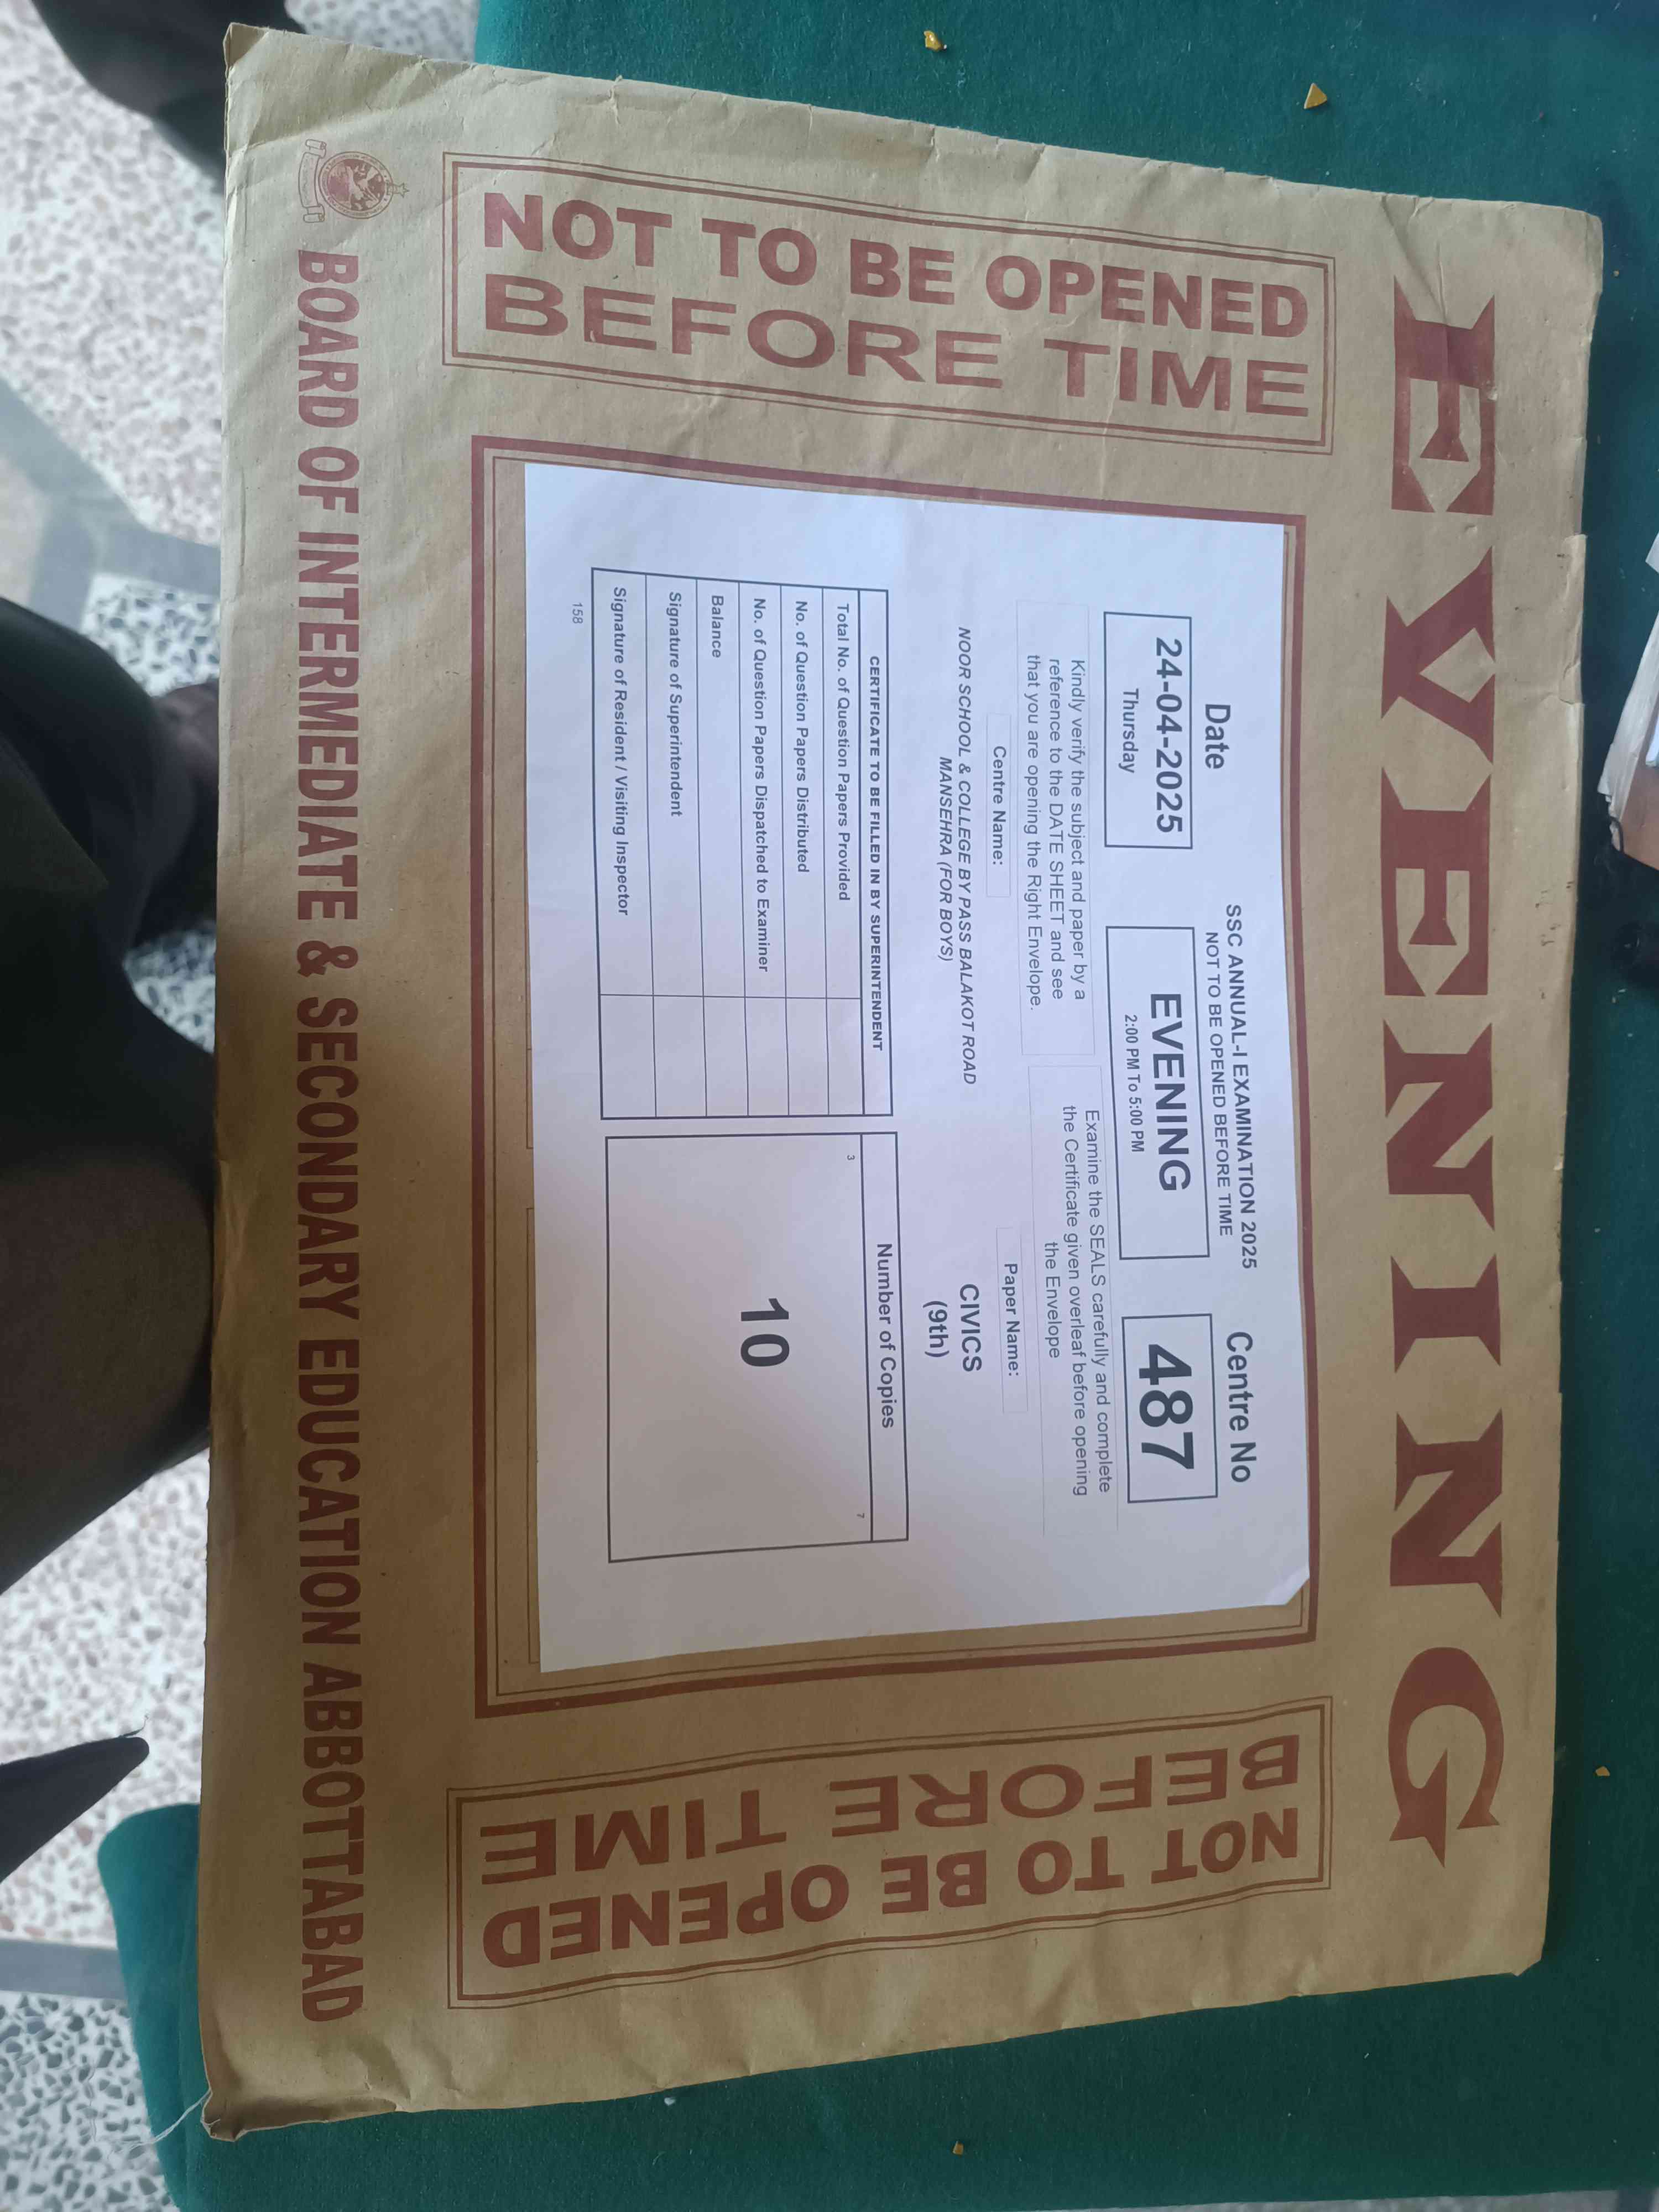 EVENING
NOT TO BE OPENED
BEFORE TIME
SSC ANNUAL-I EXAMINATION 2025
NOT TO BE OPENED BEFORE TIME
Date
24-04-2025
Thursday
EVENING
2:00 PM To 5:00 PM
Centre No
487
Kindly verify the subject and paper by a
reference to the DATE SHEET and see
that you are opening the Right Envelope.
Examine the SEALS carefully and complete
the Certificate given overleaf before opening
the Envelope
Centre Name:
NOOR SCHOOL & COLLEGE BY PASS BALAKOT ROAD
MANSEHRA (FOR BOYS)
Paper Name:
CIVICS
(9th)
CERTIFICATE TO BE FILLED IN BY SUPERINTENDENT
Total No. of Question Papers Provided
No. of Question Papers Distributed
No. of Question Papers Dispatched to Examiner
Balance
Signature of Superintendent
Signature of Resident / Visiting Inspector
Number of Copies
3
7
10
158
NOT TO BE OPENED
BEFORE TIME
BOARD OF INTERMEDIATE & SECONDARY EDUCATION ABBOTTABAD